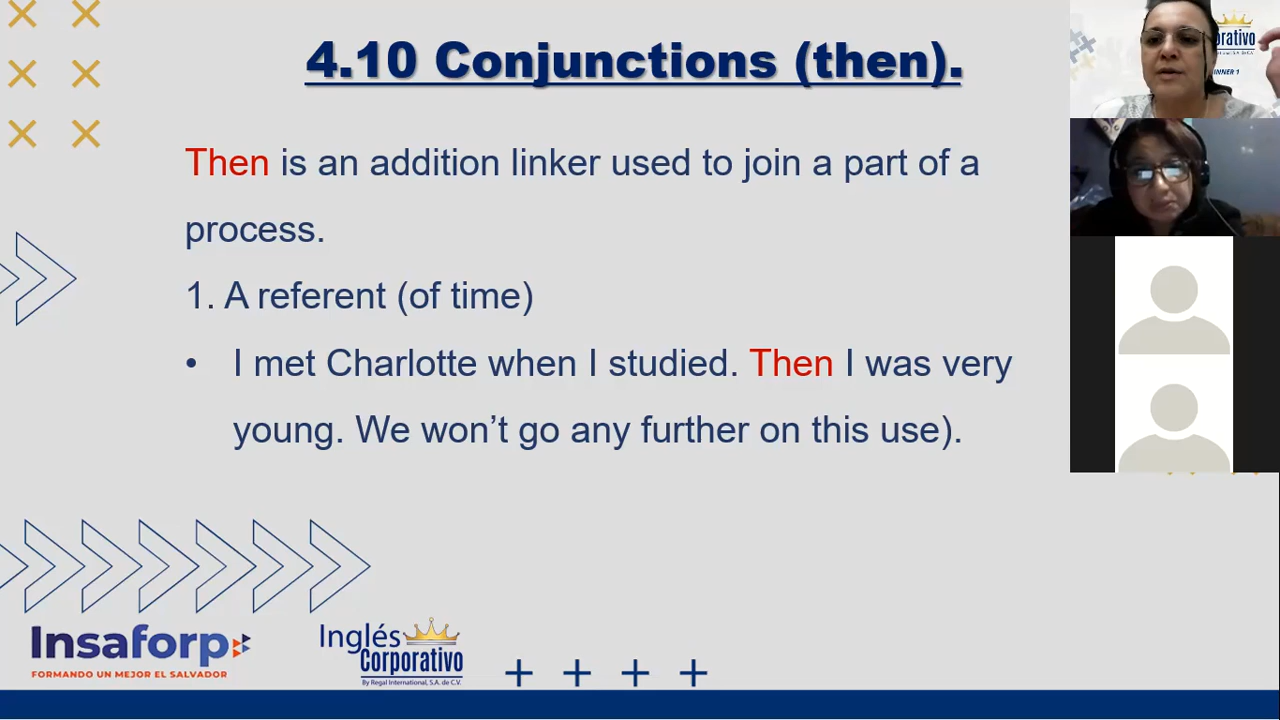 4.10 Conjunctions (then).
Then is an addition linker used to join a part of a
process.
1. A referent (of time)
• I met Charlotte when I studied. Then I was very
young. We won’t go any further on this use).
Insaforp
FORMANDO UN MEJOR EL SALVADOR
Inglés
Corporativo
By Regal International, S.A. de C.V.